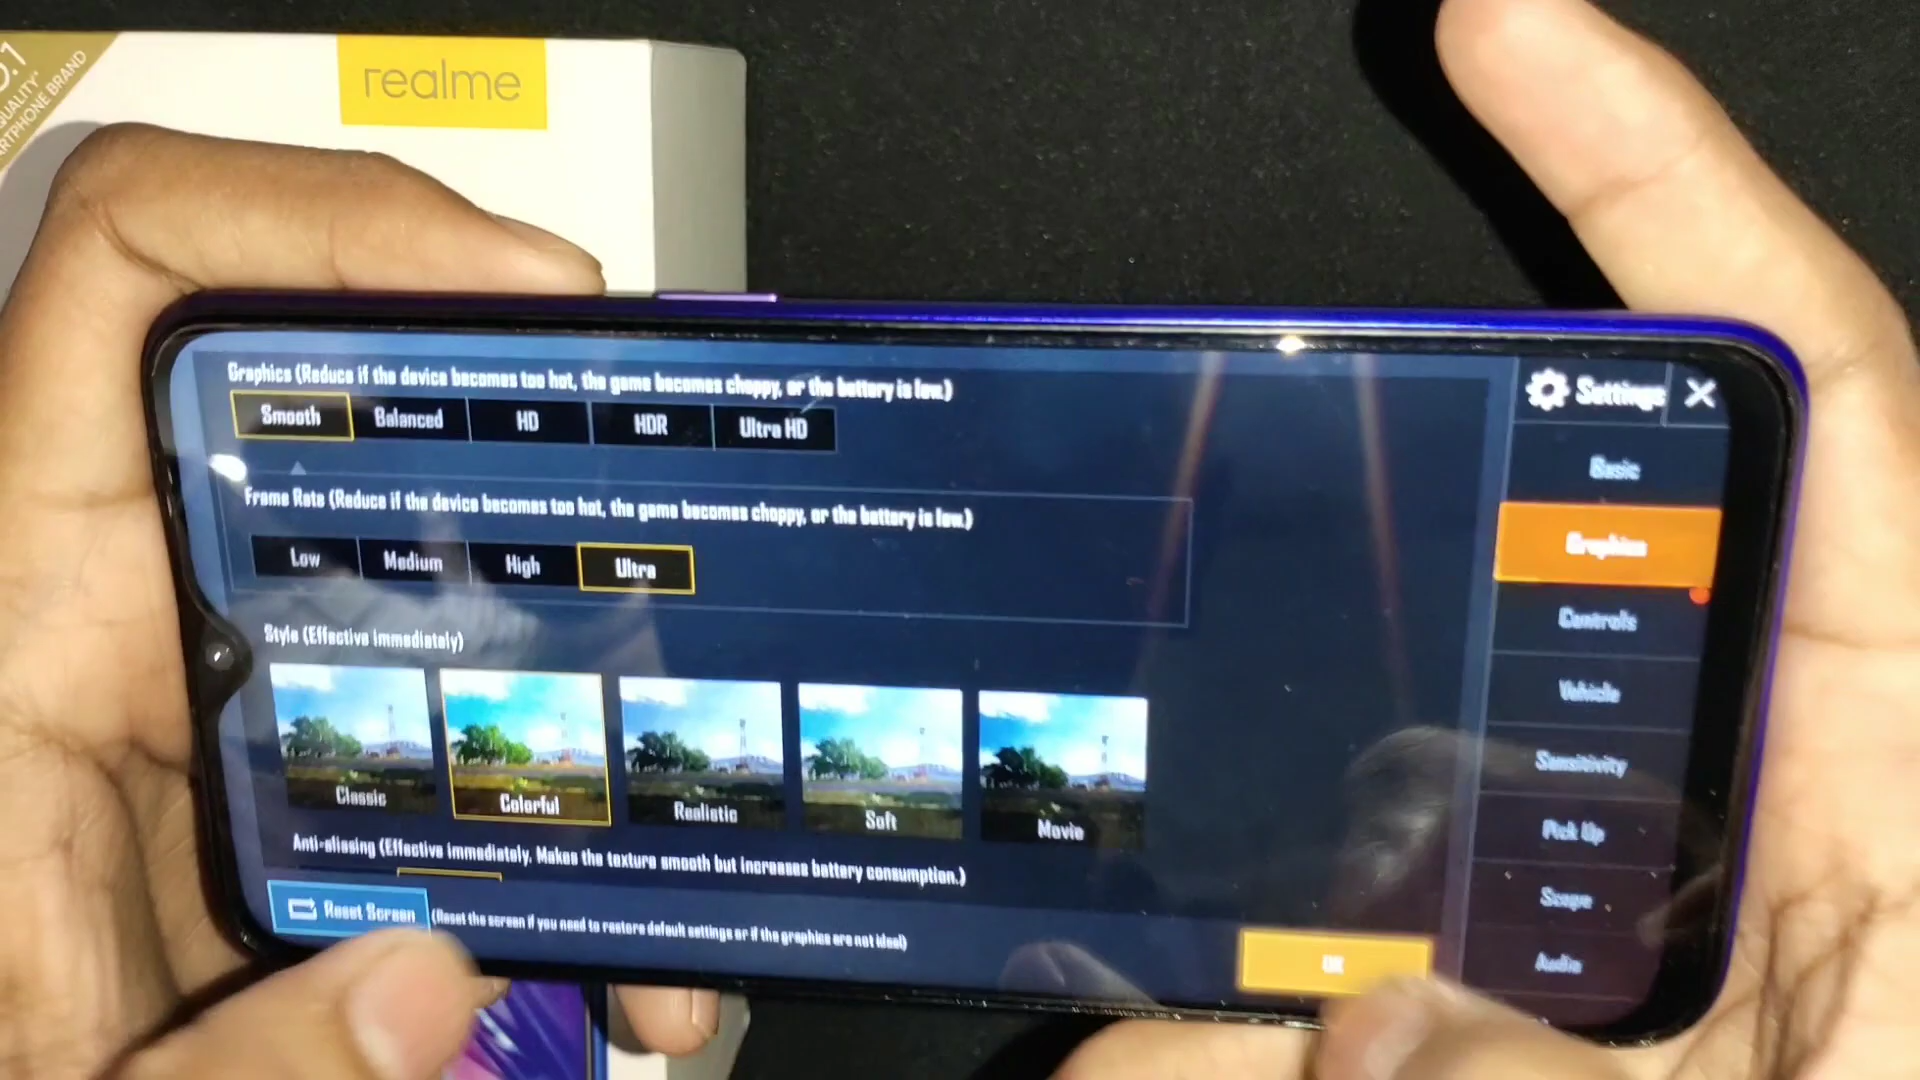 QUALITY*
realme
Graphics (Reduce if the device becomes too hot, the game becomes choppy, or the battery is low.)
Smooth
Balanced
HD
HDR
Ultra HD
Frame Rate (Reduce if the device becomes too hot, the game becomes choppy, or the battery is low.)
Low
Medium
High
Ultra
Style (Effective immediately)
Classic
Colorful
Realistic
Soft
Movie
Anti-aliasing (Effective immediately. Makes the texture smooth but increases battery consumption.)
Reset Screen
(Reset the screen if you need to restore default settings or if the graphics are not ideal)
OK
Settings
Basic
Graphics
Controls
Vehicle
Sensitivity
Pick Up
Scope
Audio